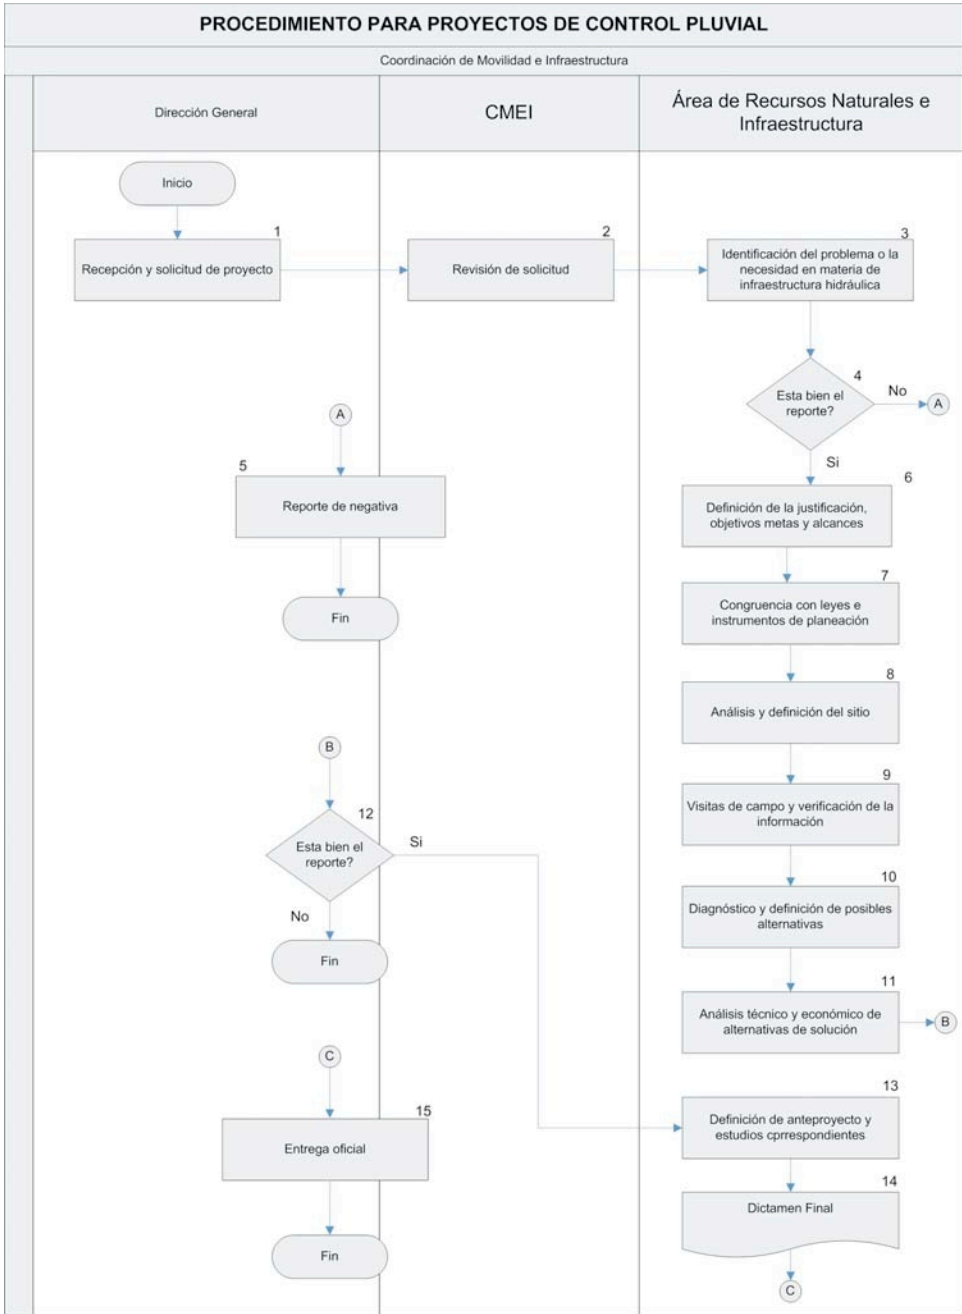 PROCEDIMIENTO PARA PROYECTOS DE CONTROL PLUVIAL
Coordinación de Movilidad e Infraestructura
Dirección General
CMEI
Área de Recursos Naturales e
Infraestructura
Inicio
1
Recepción y solicitud de proyecto
2
Revisión de solicitud
3
Identificación del problema o la
necesidad en materia de
infraestructura hidráulica
4
Esta bien el
reporte?
No
A
Si
A
5
Reporte de negativa
Fin
6
Definición de la justificación,
objetivos metas y alcances
7
Congruencia con leyes e
instrumentos de planeación
8
Análisis y definición del sitio
9
Visitas de campo y verificación de la
información
10
Diagnóstico y definición de posibles
alternativas
11
Análisis técnico y económico de
alternativas de solución
B
B
12
Esta bien el
reporte?
Si
No
Fin
13
Definición de anteproyecto y
estudios cprrespondientes
14
Dictamen Final
C
C
15
Entrega oficial
Fin